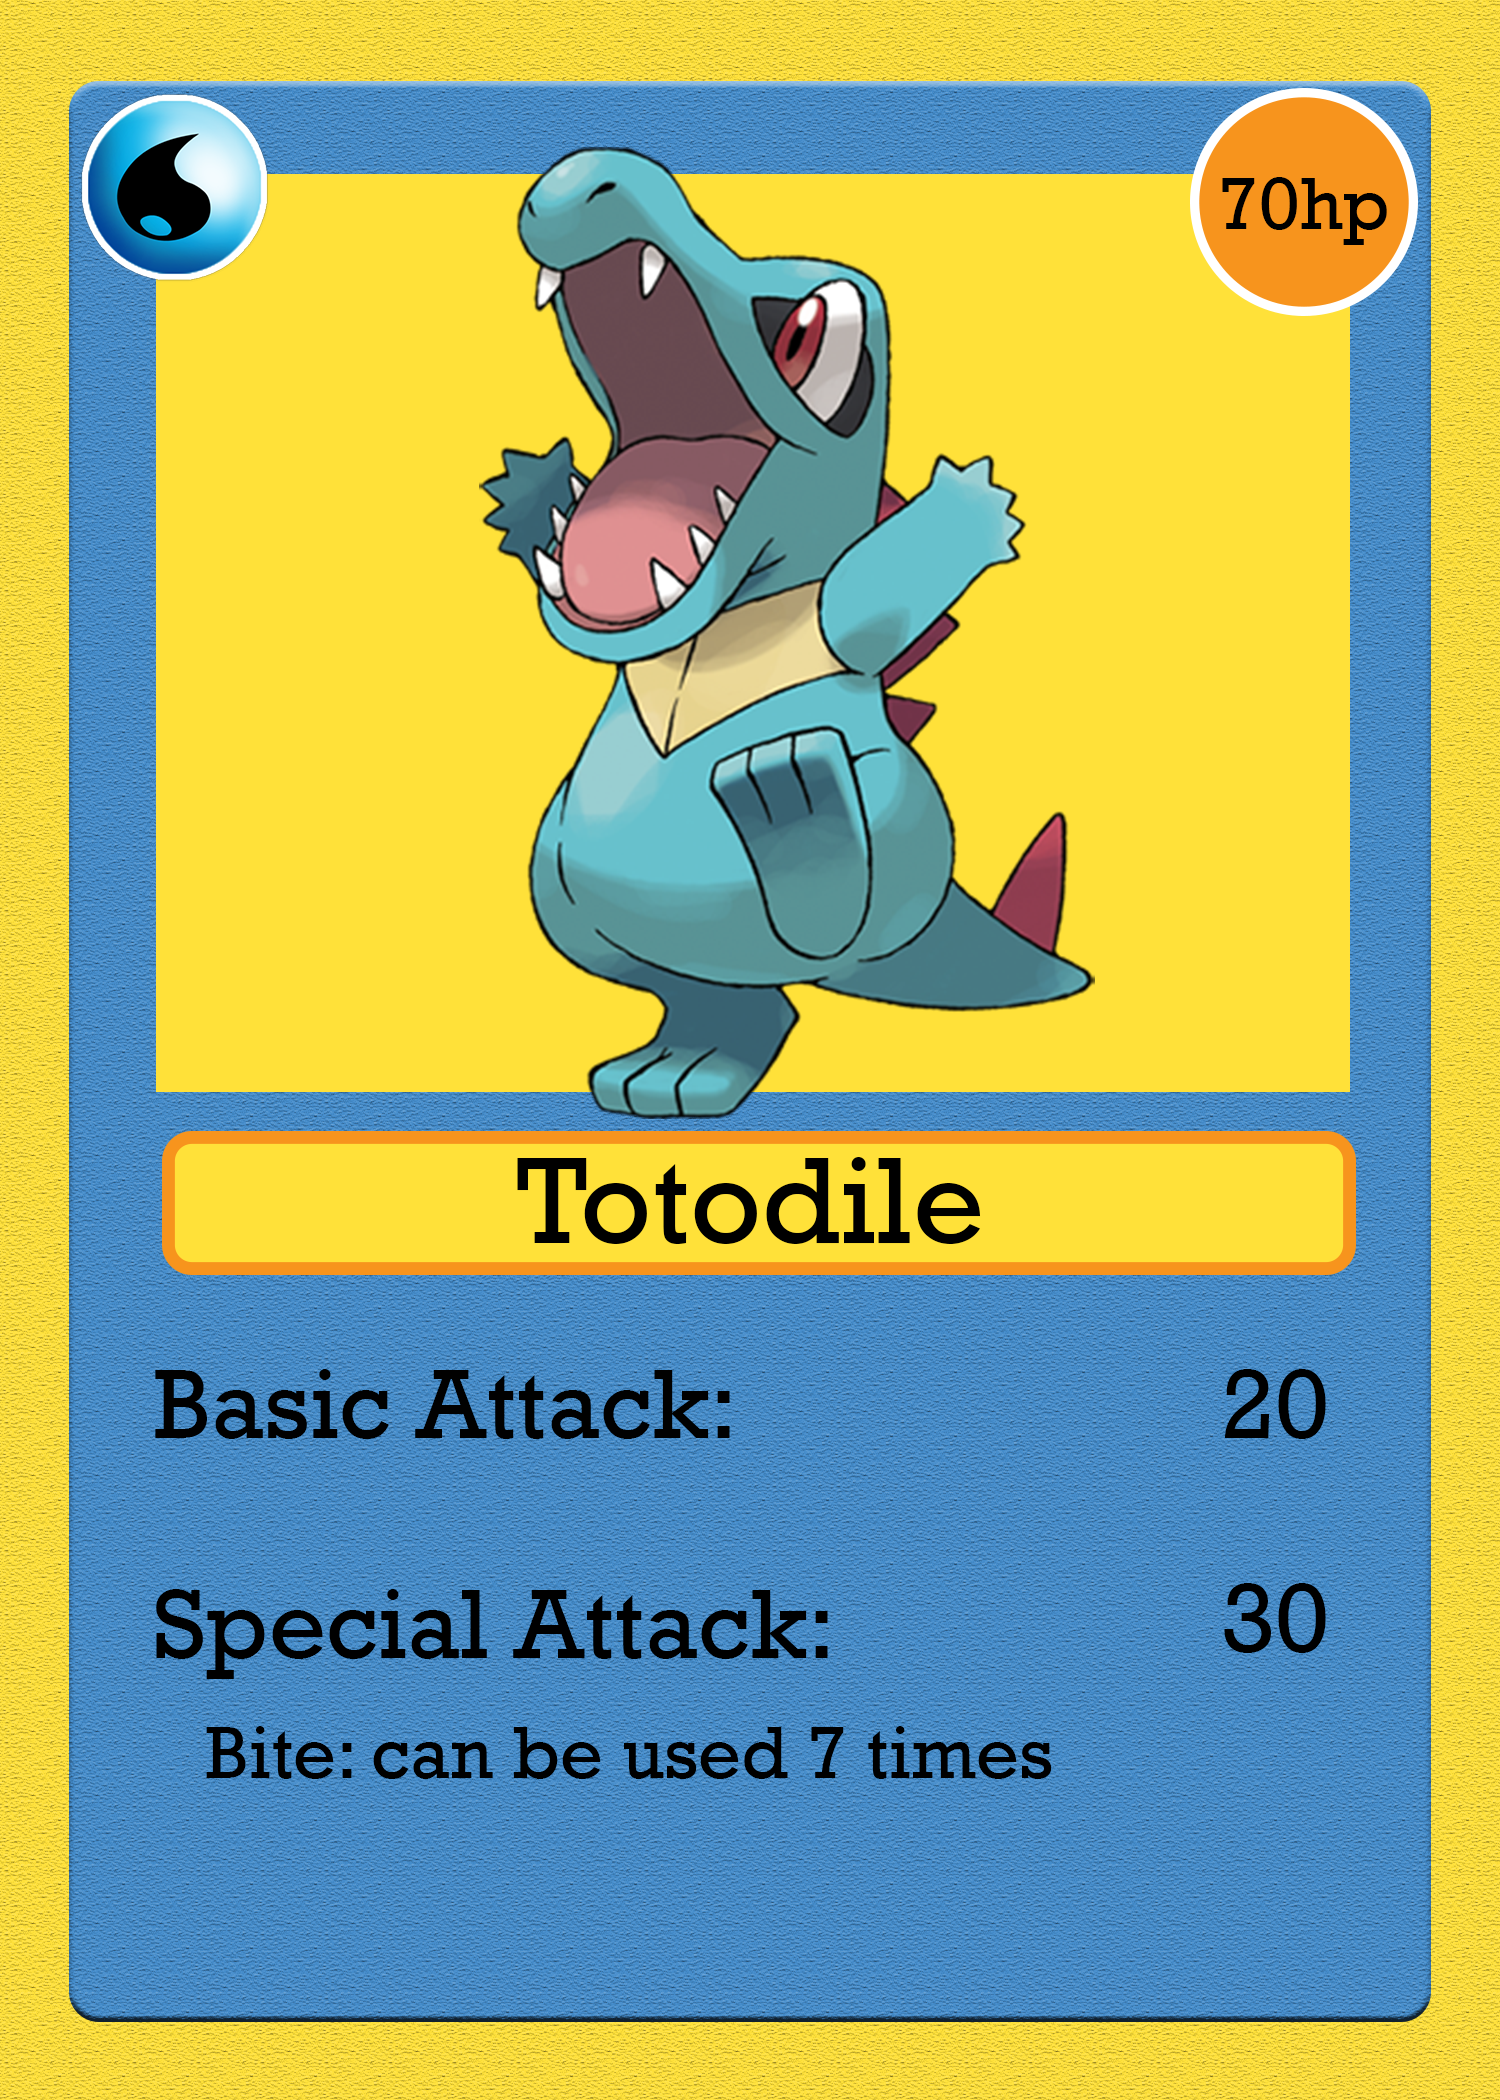 70hp
Totodile
Basic Attack: 20
Special Attack: 30
Bite: can be used 7 times